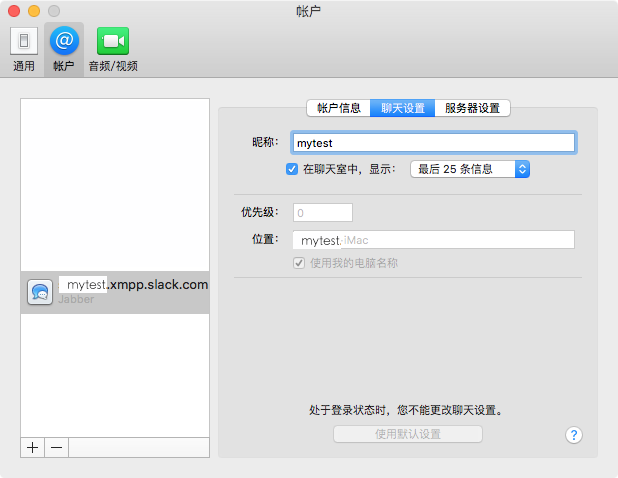 帐户
通用
帐户
音频/视频
帐户信息
聊天设置
服务器设置
昵称：
mytest
在聊天室中，显示：
最后 25 条信息
优先级：
0
位置：
mytest-iMac
使用我的电脑名称
mytest.xmpp.slack.com
Jabber
处于登录状态时，您不能更改聊天设置。
使用默认设置
?